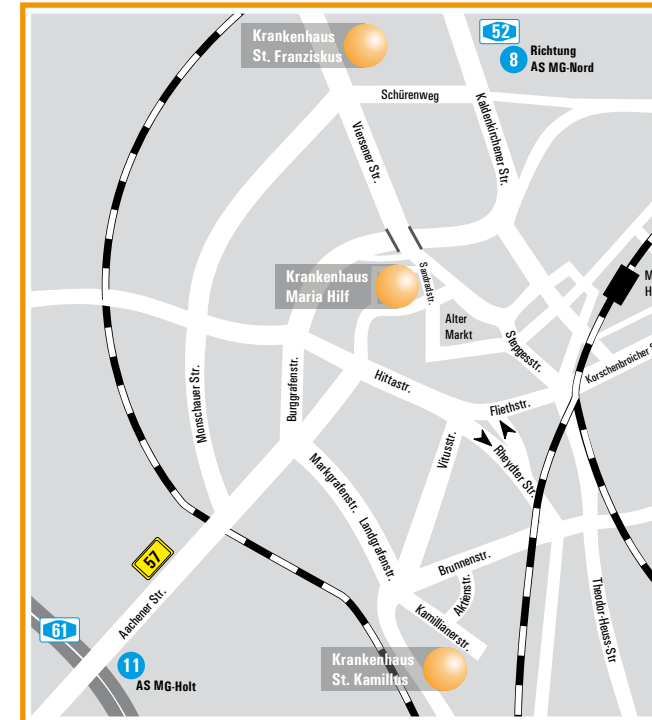 Krankenhaus
St. Franziskus
52
8
Richtung
AS MG-Nord
Schürenweg
Kaldenkirchener Str.
Viersener Str.
Krankenhaus
Maria Hilf
Sandradstr.
Alter
Markt
M
H
Stepgesstr.
Korschenbroicher S
Monschauer Str.
Burggrafenstr.
Hittastr.
Fliethstr.
Vitusstr.
Rheydter Str.
Markgrafenstr.
Landgrafenstr.
57
Brunnenstr.
Aktienstr.
Kamillianerstr.
Theodor-Heuss-Str
Aachener Str.
61
11
AS MG-Holt
Krankenhaus
St. Kamillus